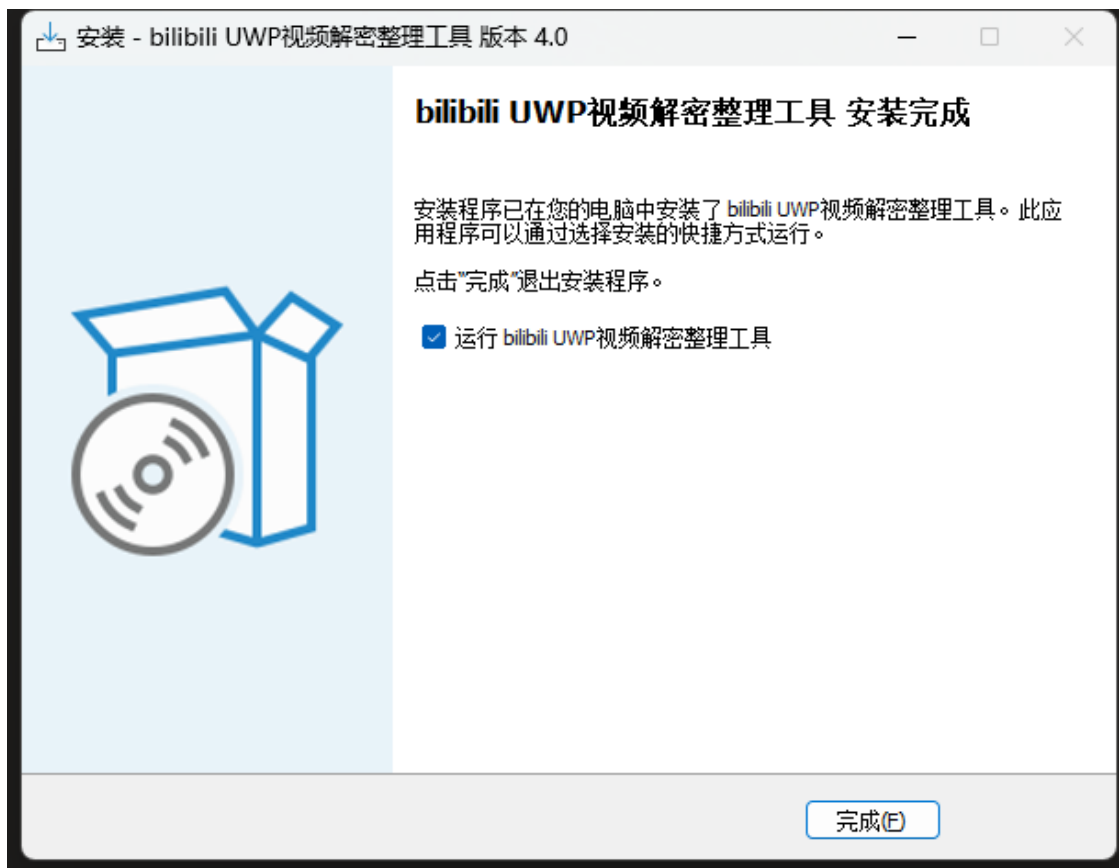 安装 - bilibili UWP视频解密整理工具 版本 4.0
bilibili UWP视频解密整理工具 安装完成
安装程序已在您的电脑中安装了 bilibili UWP视频解密整理工具。此应
用程序可以通过选择安装的快捷方式运行。
点击"完成"退出安装程序。
运行 bilibili UWP视频解密整理工具
完成(F)